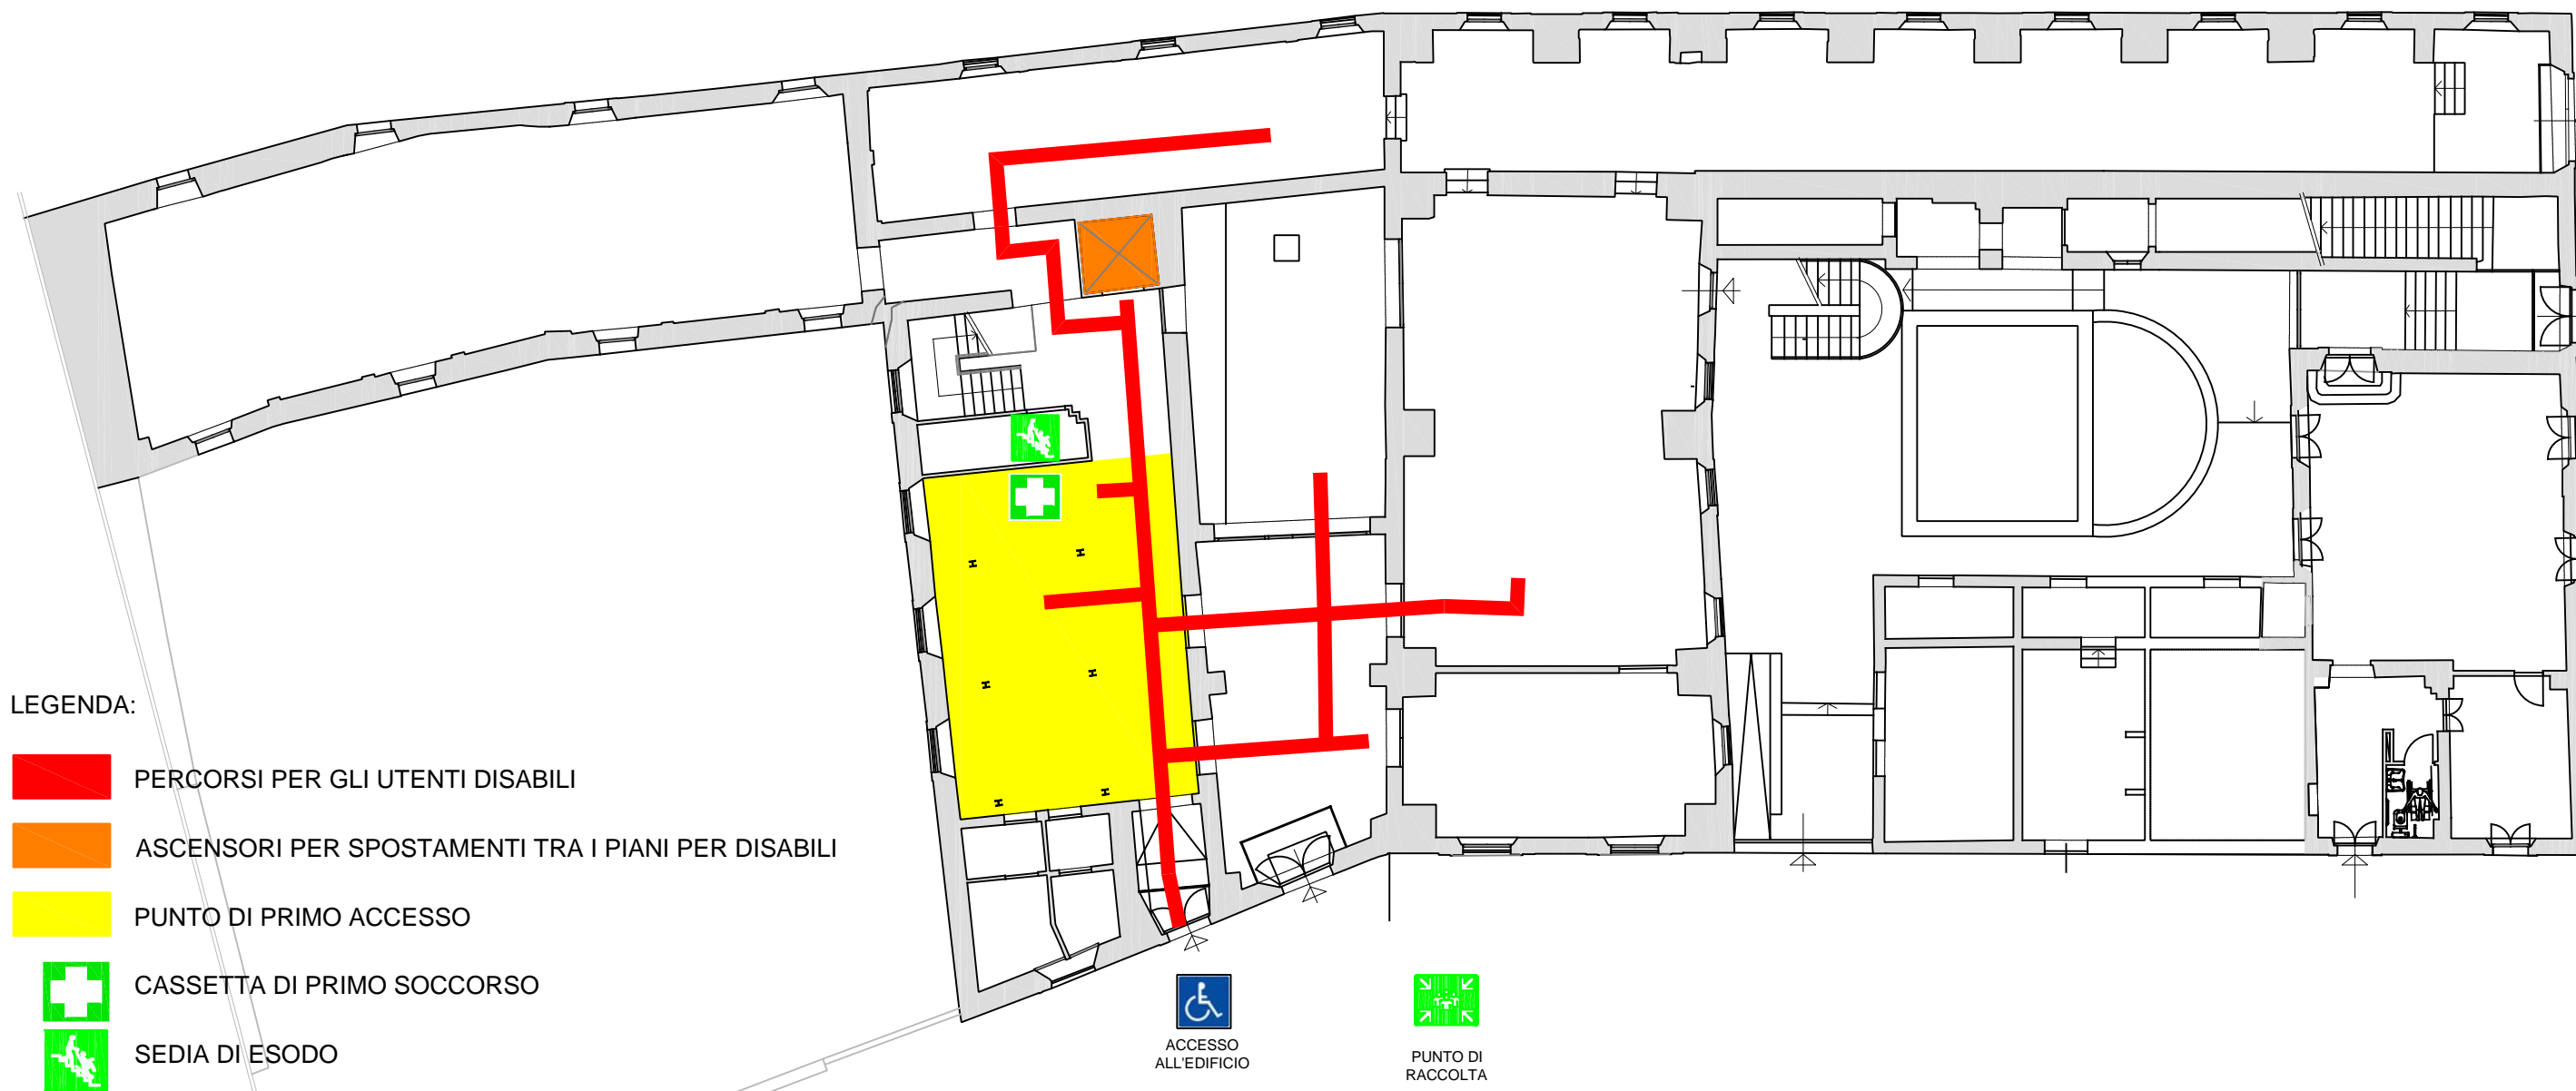 LEGENDA:
PERCORSI PER GLI UTENTI DISABILI
ASCENSORI PER SPOSTAMENTI TRA I PIANI PER DISABILI
PUNTO DI PRIMO ACCESSO
CASSETTA DI PRIMO SOCCORSO
SEDIA DI ESODO
ACCESSO
ALL'EDIFICIO
PUNTO DI
RACCOLTA